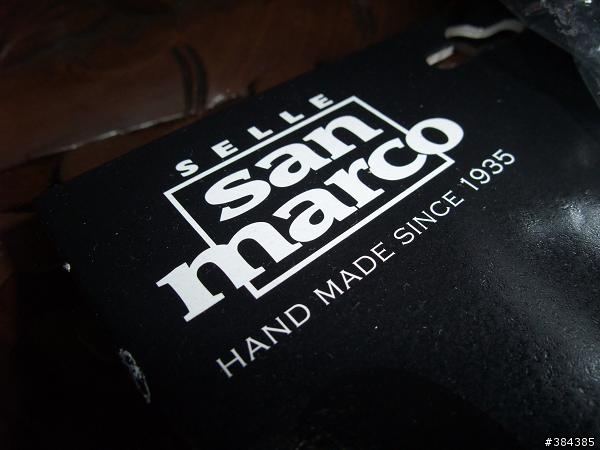 SELLE
san
marco
HAND MADE SINCE 1935
#384385